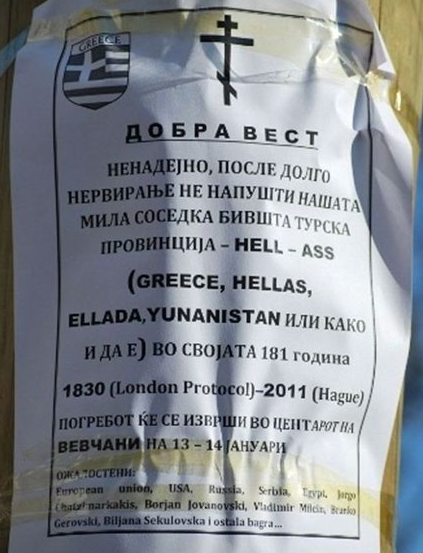 GREECE
ДОБРА ВЕСТ
НЕНАДЕЈНО, ПОСЛЕ ДОЛГО
НЕРВИРАЊЕ НЕ НАПУШТИ НАШАТА
МИЛА СОСЕДКА БИВШТА ТУРСКА
ПРОВИНЦИЈА – HELL – ASS
(GREECE, HELLAS,
ELLADA,YUNANISTAN ИЛИ КАКО
И ДА Е) ВО СВОЈАТА 181 година
1830 (London Protocol)–2011 (Hague)
ПОГРЕБОТ ЌЕ СЕ ИЗВРШИ ВО ЦЕНТАРОТ НА
ВЕВЧАНИ НА 13 – 14 ЈАНУАРИ
ОЖАЛОСТЕНИ:
European union, USA, Russia, Serbia, Egypt, Jorgo
Chatzi narkakis, Borjan Jovanovski, Vladimir Milcin, Branko
Gerovski, Biljana Sekulovska i ostala bagra...